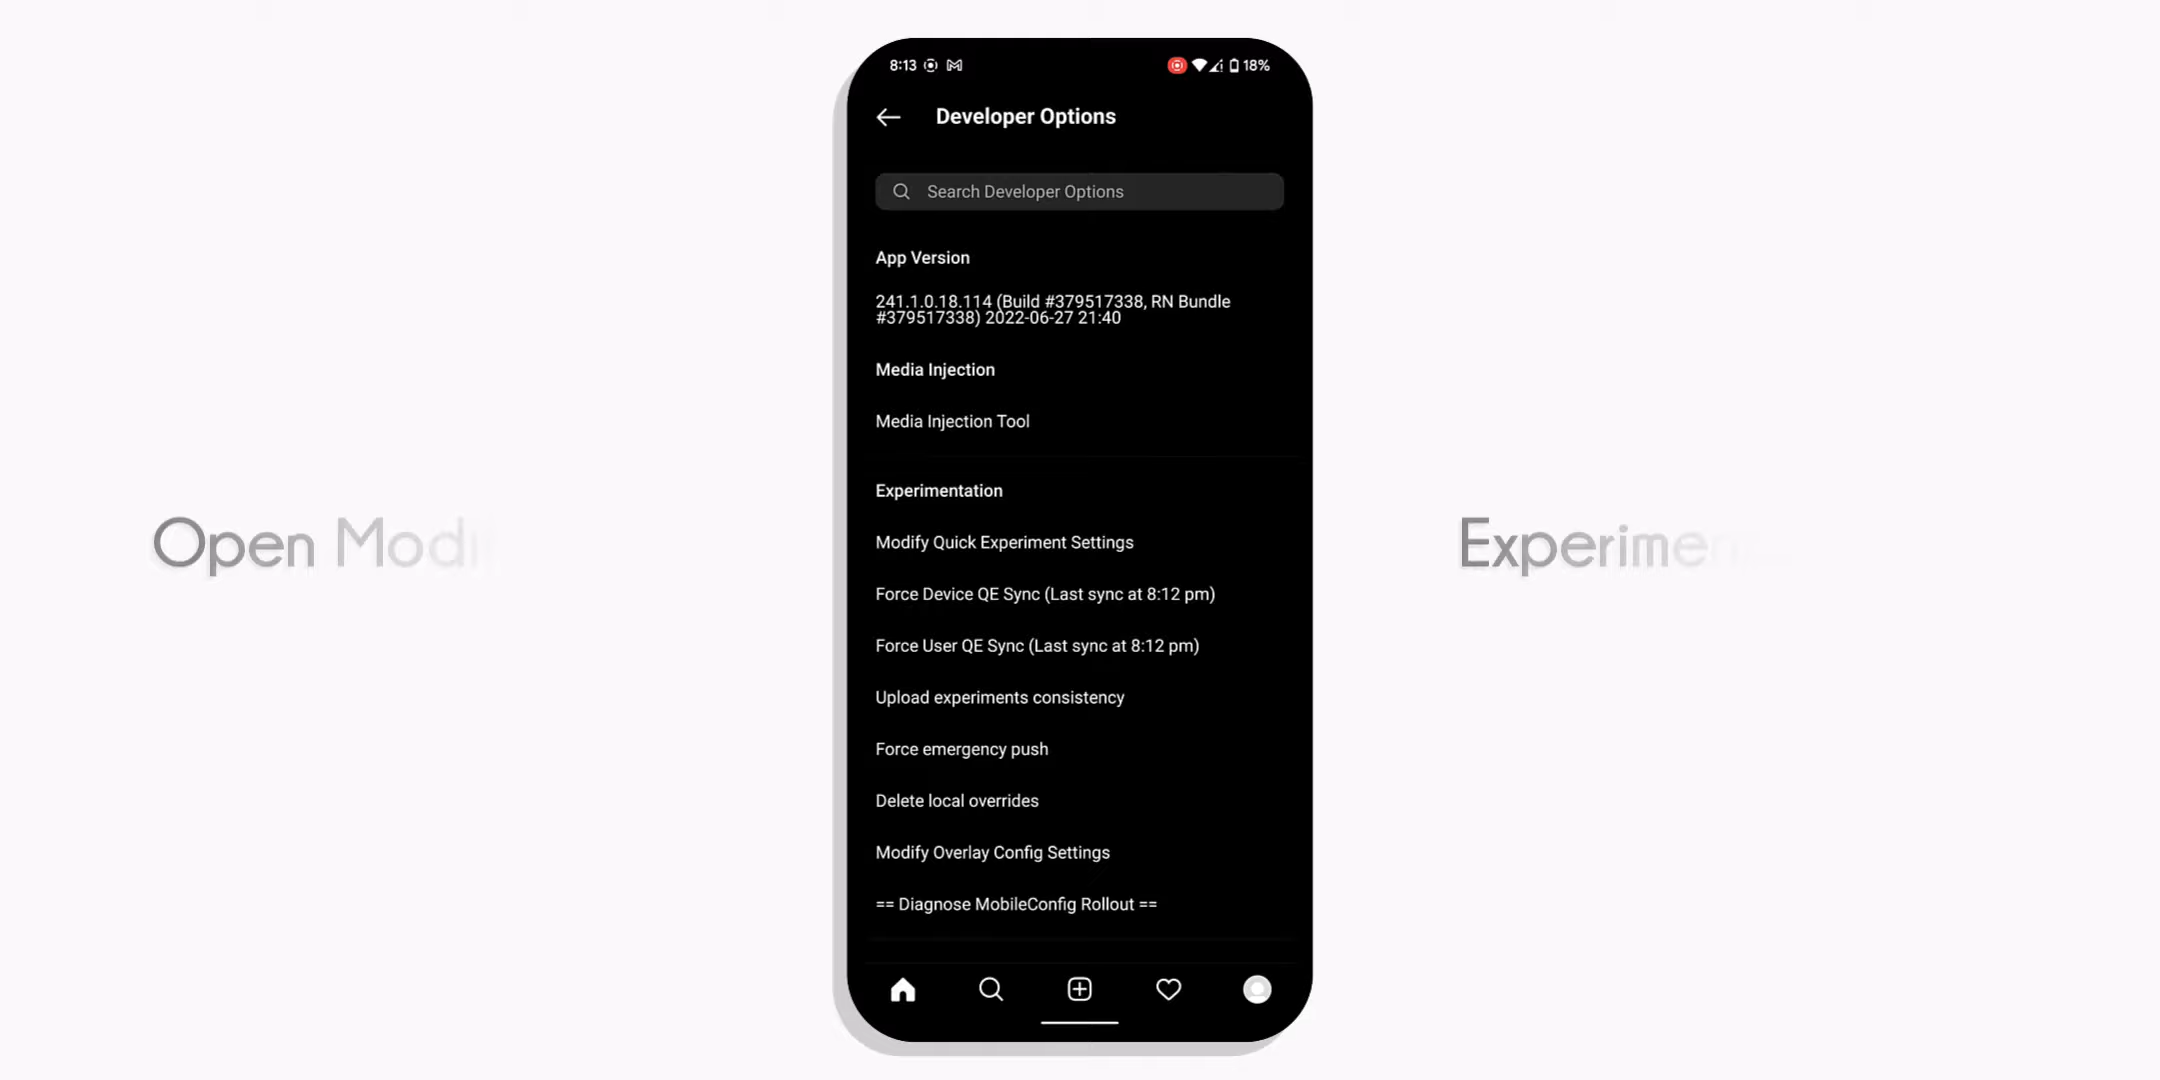 8:13
18%
Developer Options
Search Developer Options
App Version
241.1.0.18.114 (Build #379517338, RN Bundle
#379517338) 2022-06-27 21:40
Media Injection
Media Injection Tool
Experimentation
Modify Quick Experiment Settings
Force Device QE Sync (Last sync at 8:12 pm)
Force User QE Sync (Last sync at 8:12 pm)
Upload experiments consistency
Force emergency push
Delete local overrides
Modify Overlay Config Settings
== Diagnose MobileConfig Rollout ==
Open